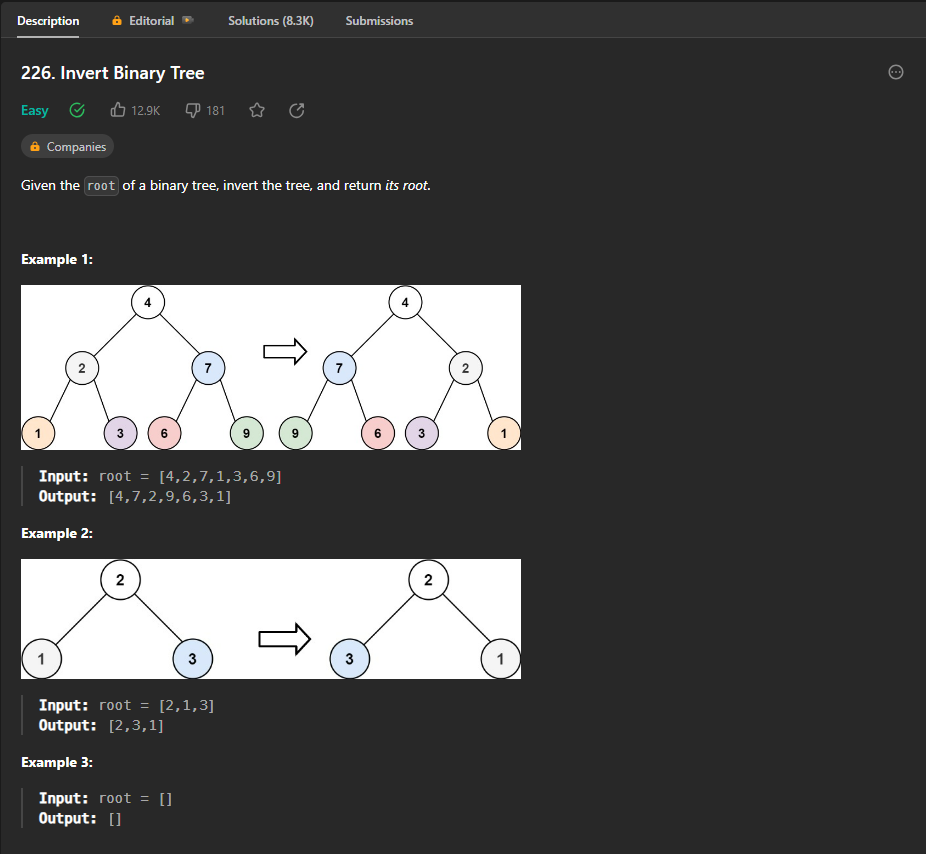 Description Editorial Solutions (8.3K) Submissions
226. Invert Binary Tree
Easy 12.9K 181
Companies
Given the root of a binary tree, invert the tree, and return its root.
Example 1:
4 4
2 7 7 2
1 3 6 9 9 6 3 1
Input: root = [4,2,7,1,3,6,9]
Output: [4,7,2,9,6,3,1]
Example 2:
2 2
1 3 3 1
Input: root = [2,1,3]
Output: [2,3,1]
Example 3:
Input: root = []
Output: []